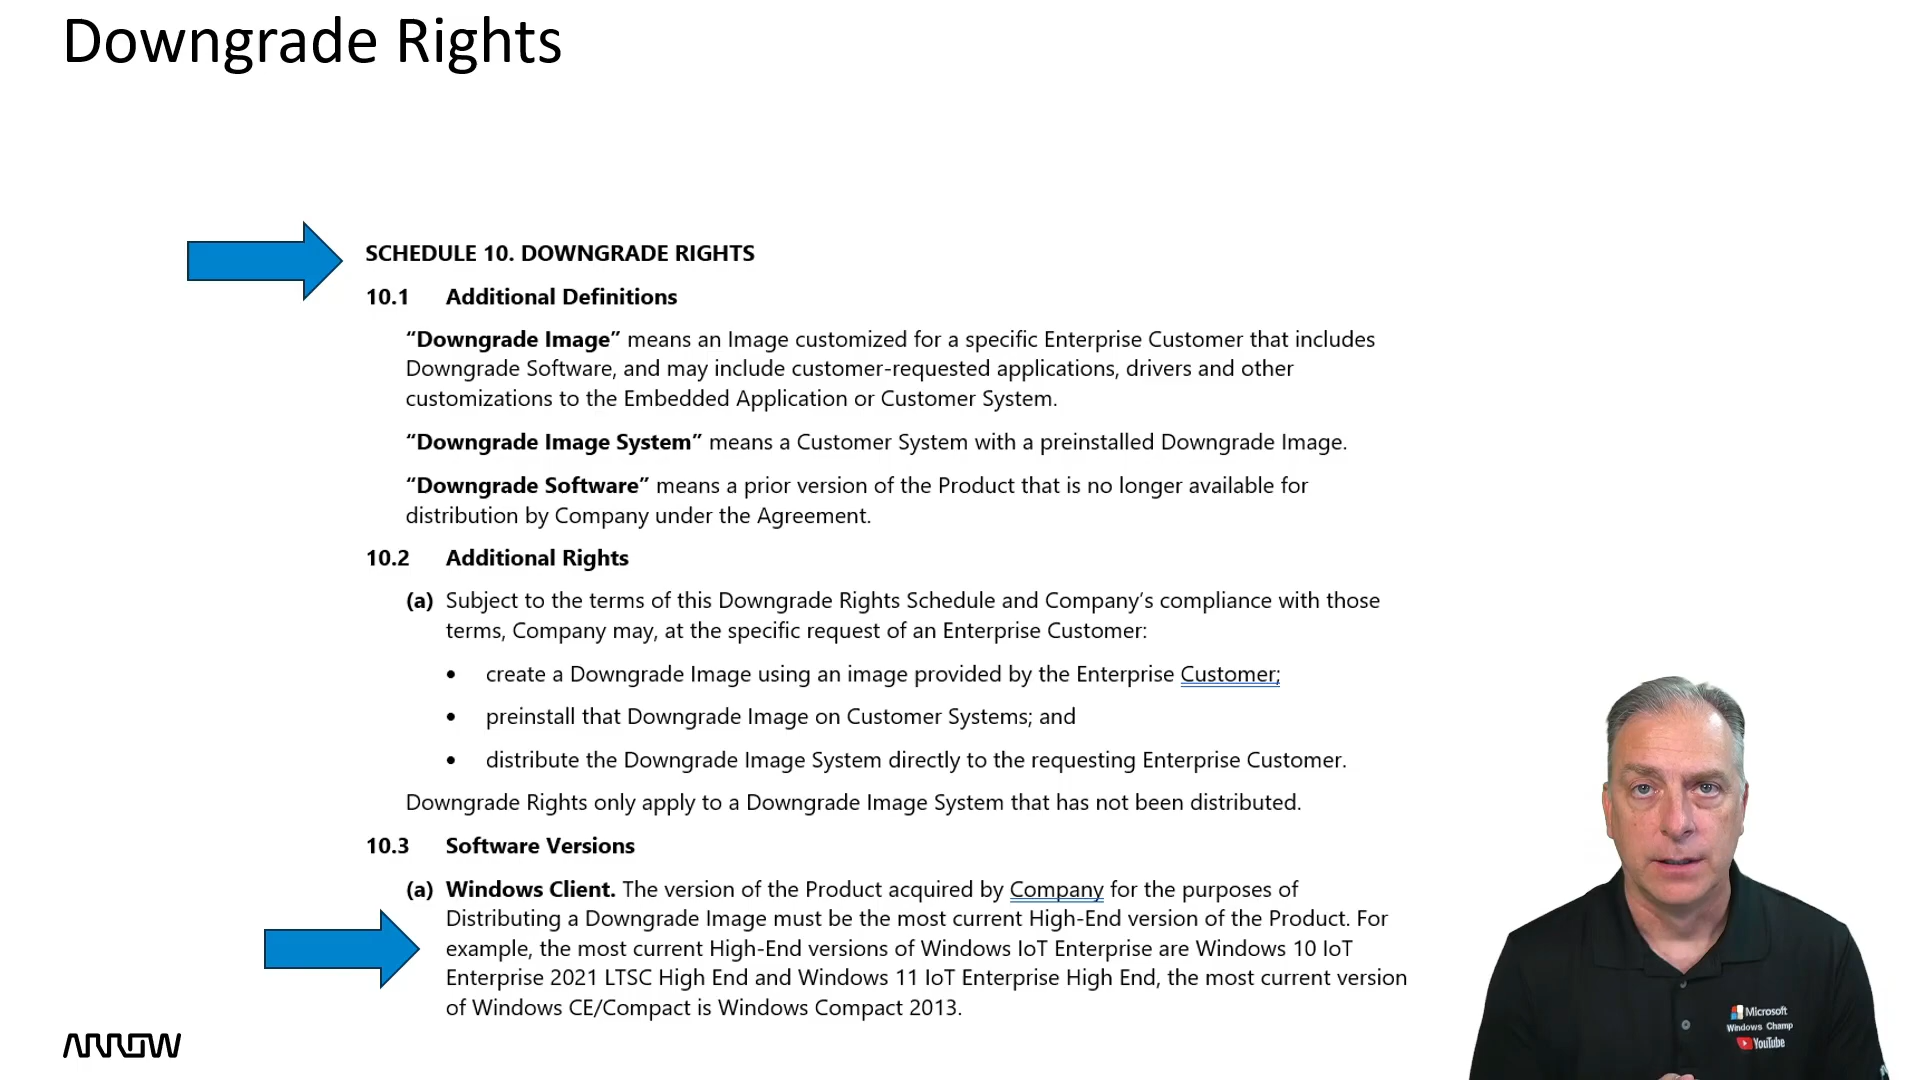 Downgrade Rights
SCHEDULE 10. DOWNGRADE RIGHTS
10.1 Additional Definitions
“Downgrade Image” means an Image customized for a specific Enterprise Customer that includes
Downgrade Software, and may include customer-requested applications, drivers and other
customizations to the Embedded Application or Customer System.
“Downgrade Image System” means a Customer System with a preinstalled Downgrade Image.
“Downgrade Software” means a prior version of the Product that is no longer available for
distribution by Company under the Agreement.
10.2 Additional Rights
(a) Subject to the terms of this Downgrade Rights Schedule and Company’s compliance with those
terms, Company may, at the specific request of an Enterprise Customer:
• create a Downgrade Image using an image provided by the Enterprise Customer;
• preinstall that Downgrade Image on Customer Systems; and
• distribute the Downgrade Image System directly to the requesting Enterprise Customer.
Downgrade Rights only apply to a Downgrade Image System that has not been distributed.
10.3 Software Versions
(a) Windows Client. The version of the Product acquired by Company for the purposes of
Distributing a Downgrade Image must be the most current High-End version of the Product. For
example, the most current High-End versions of Windows IoT Enterprise are Windows 10 IoT
Enterprise 2021 LTSC High End and Windows 11 IoT Enterprise High End, the most current version
of Windows CE/Compact is Windows Compact 2013.
ARROW
Microsoft
Windows Champ
YouTube